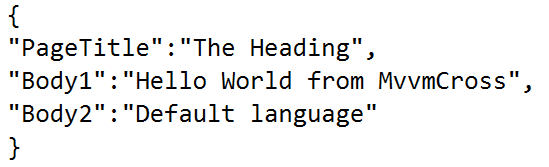 {
"PageTitle":"The Heading",
"Body1":"Hello World from MvvmCross",
"Body2":"Default language"
}